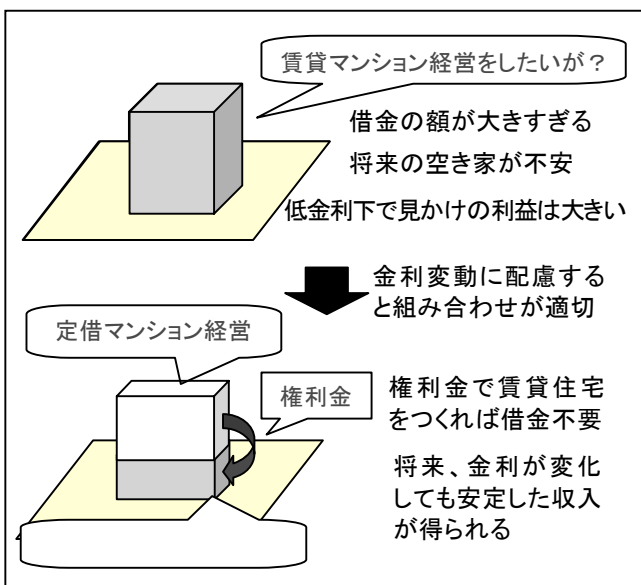 賃貸マンション経営をしたいが？
借金の額が大きすぎる
将来の空き家が不安
低金利下で見かけの利益は大きい
金利変動に配慮する
と組み合わせが適切
定借マンション経営
権利金
権利金で賃貸住宅
をつくれば借金不要
将来、金利が変化
しても安定した収入
が得られる